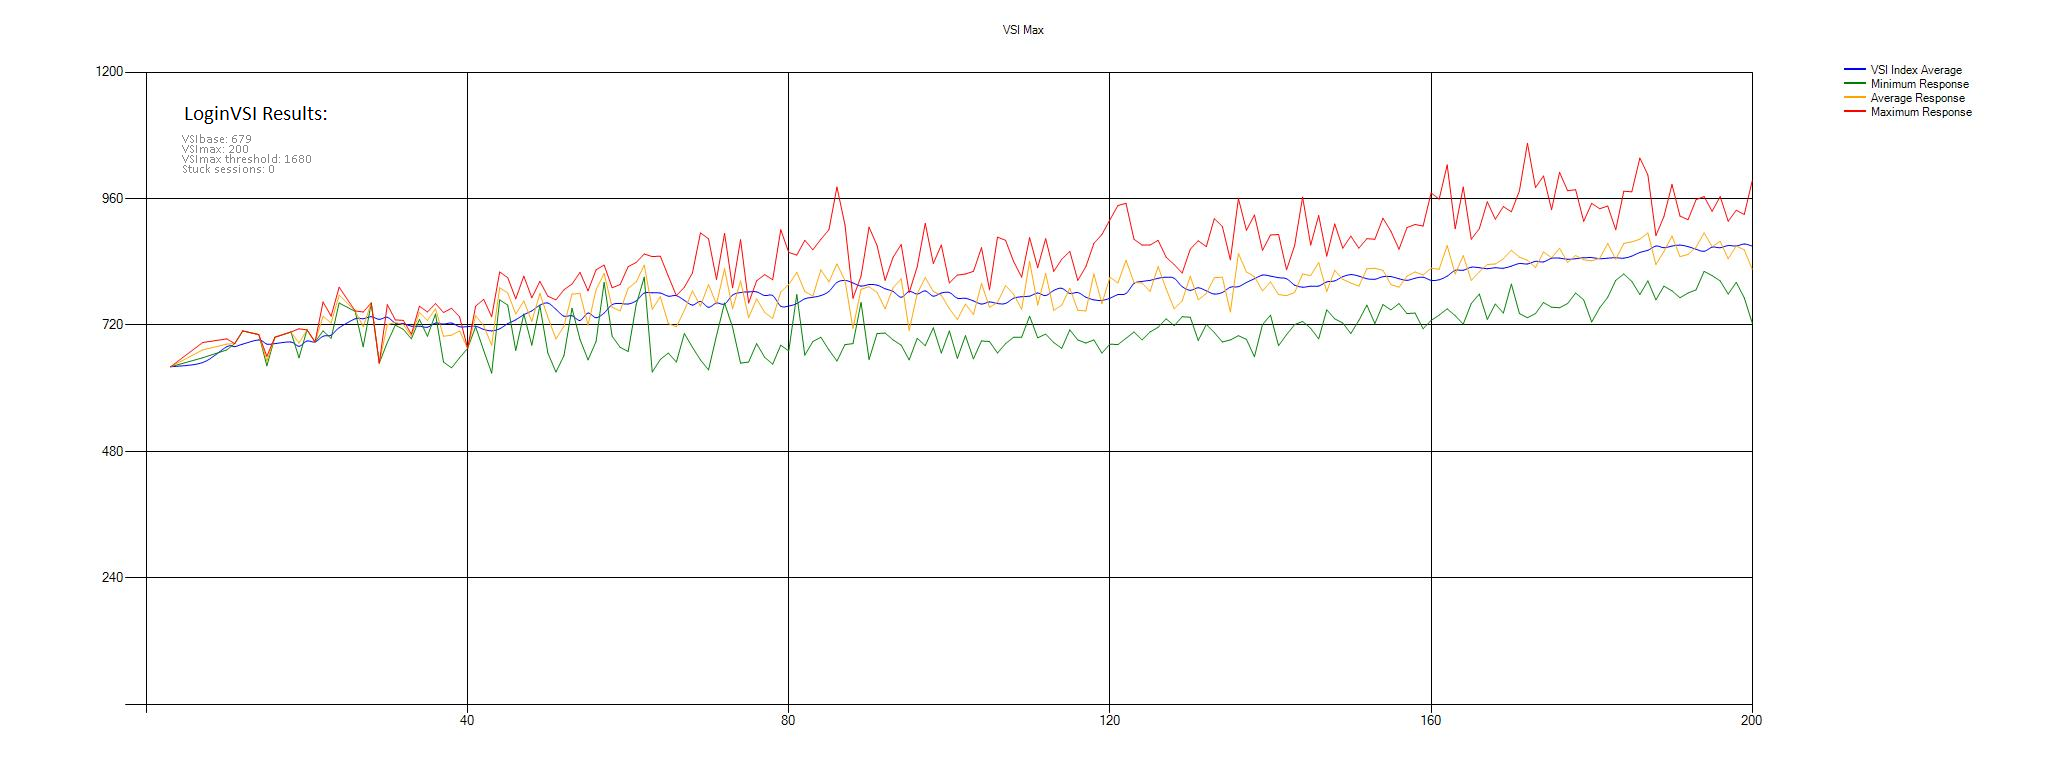 VSI Max
1200
960
720
480
240
40
80
120
160
200
LoginVSI Results:
VSIbase: 679
VSImax: 200
VSImax threshold: 1680
Stuck sessions: 0
VSI Index Average
Minimum Response
Average Response
Maximum Response